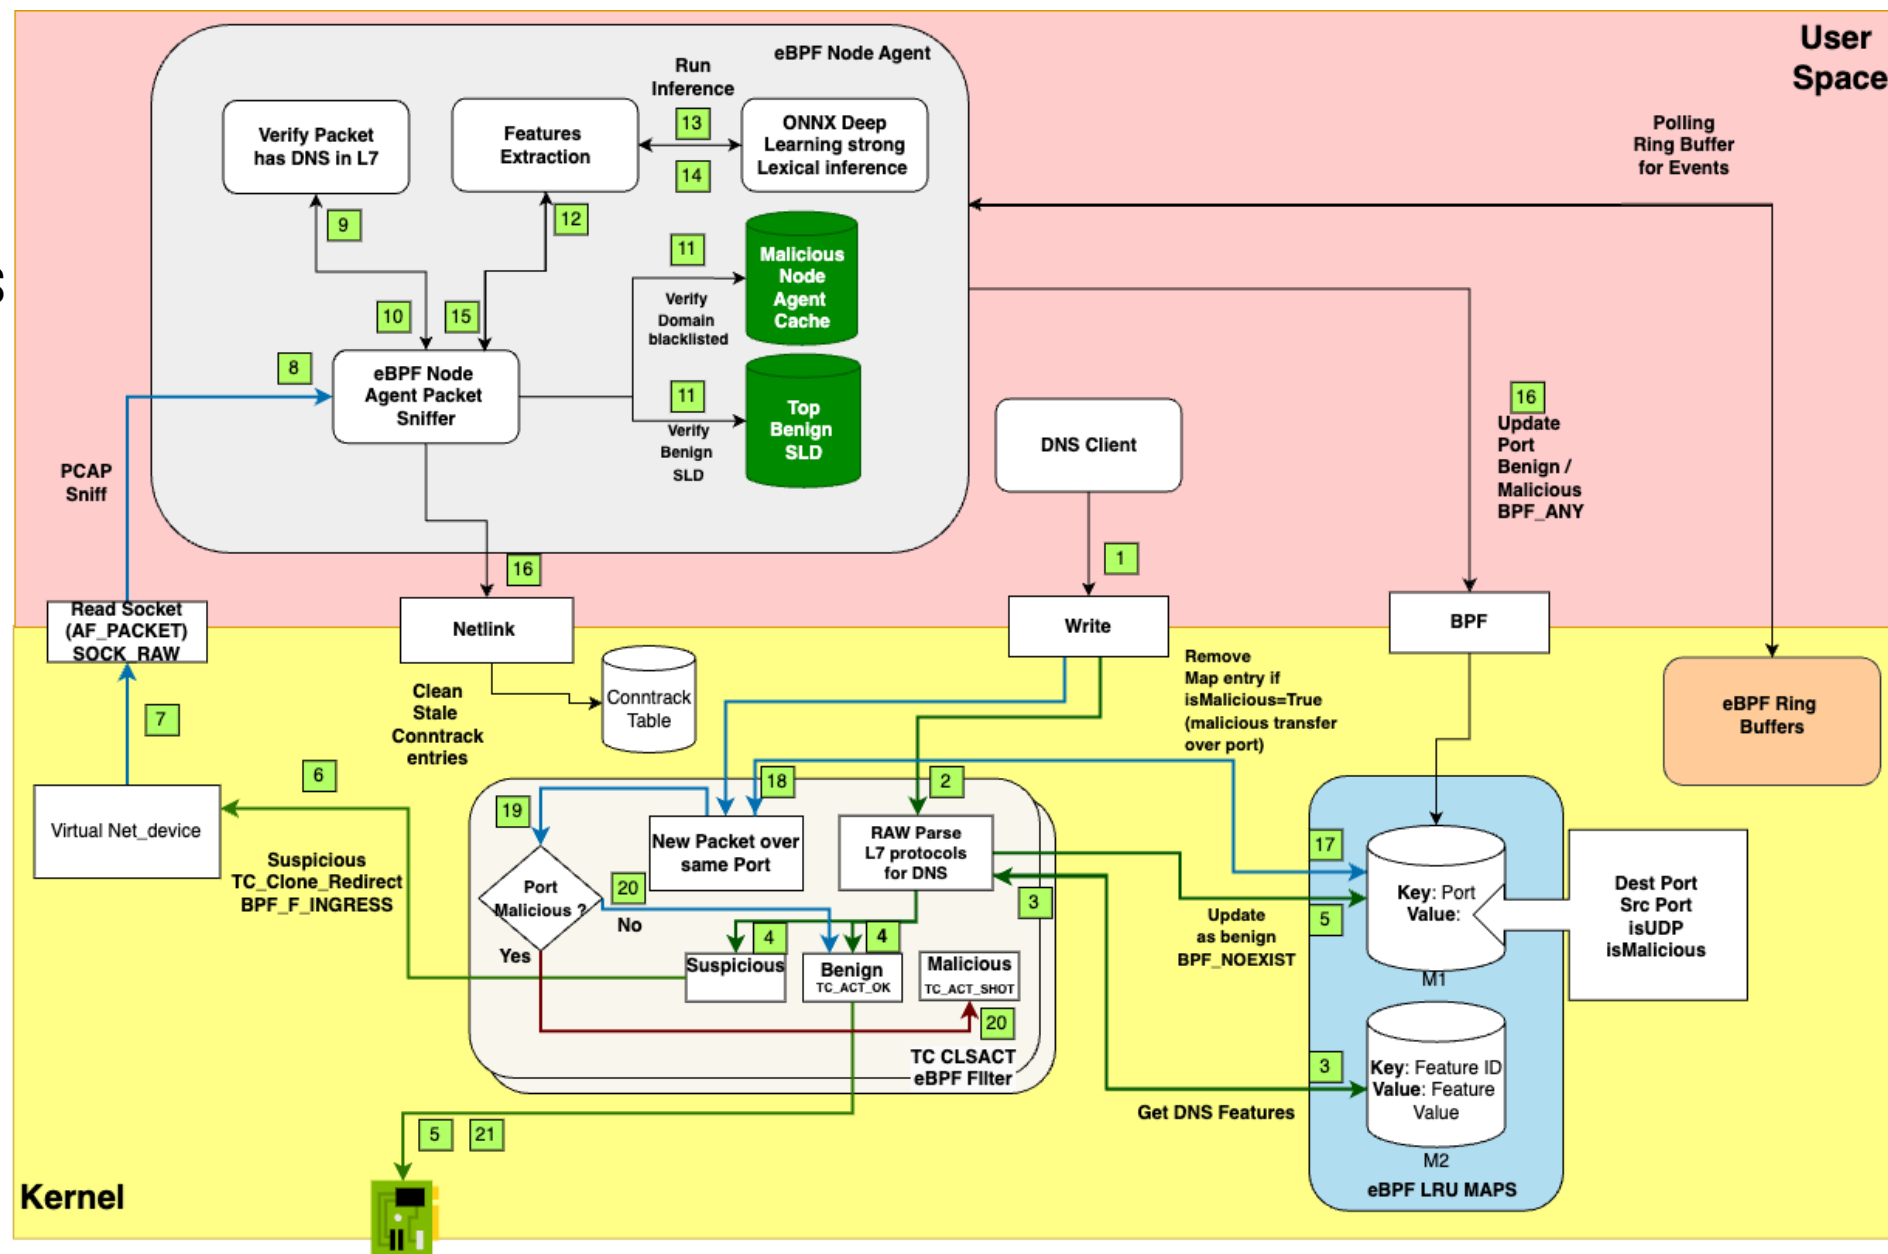 User
Space
eBPF Node Agent
Run
Inference
Verify Packet
has DNS in L7
Features
Extraction
13
14
ONNX Deep
Learning strong
Lexical inference
Polling
Ring Buffer
for Events
9
12
11
Malicious
Node
Agent
Cache
Verify
Domain
blacklisted
10
15
8
eBPF Node
Agent Packet
Sniffer
11
Verify
Benign
SLD
Top
Benign
SLD
DNS Client
16
Update
Port
Benign /
Malicious
BPF_ANY
PCAP
Sniff
16
1
Read Socket
(AF_PACKET)
SOCK_RAW
Netlink
Write
BPF
Clean
Stale
Conntrack
entries
Conntrack
Table
Remove
Map entry if
isMalicious=True
(malicious transfer
over port)
eBPF Ring
Buffers
7
6
Virtual Net_device
Suspicious
TC_Clone_Redirect
BPF_F_INGRESS
19
18
2
New Packet over
same Port
RAW Parse
L7 protocols
for DNS
Port
Malicious ?
20
No
Yes
3
4
4
Suspicious
Benign
TC_ACT_OK
Malicious
TC_ACT_SHOT
20
TC CLSACT
eBPF FIlter
17
5
Update
as benign
BPF_NOEXIST
Key: Port
Value:
M1
Dest Port
Src Port
isUDP
isMalicious
3
Get DNS Features
Key: Feature ID
Value: Feature
Value
M2
eBPF LRU MAPS
5
21
Kernel
s